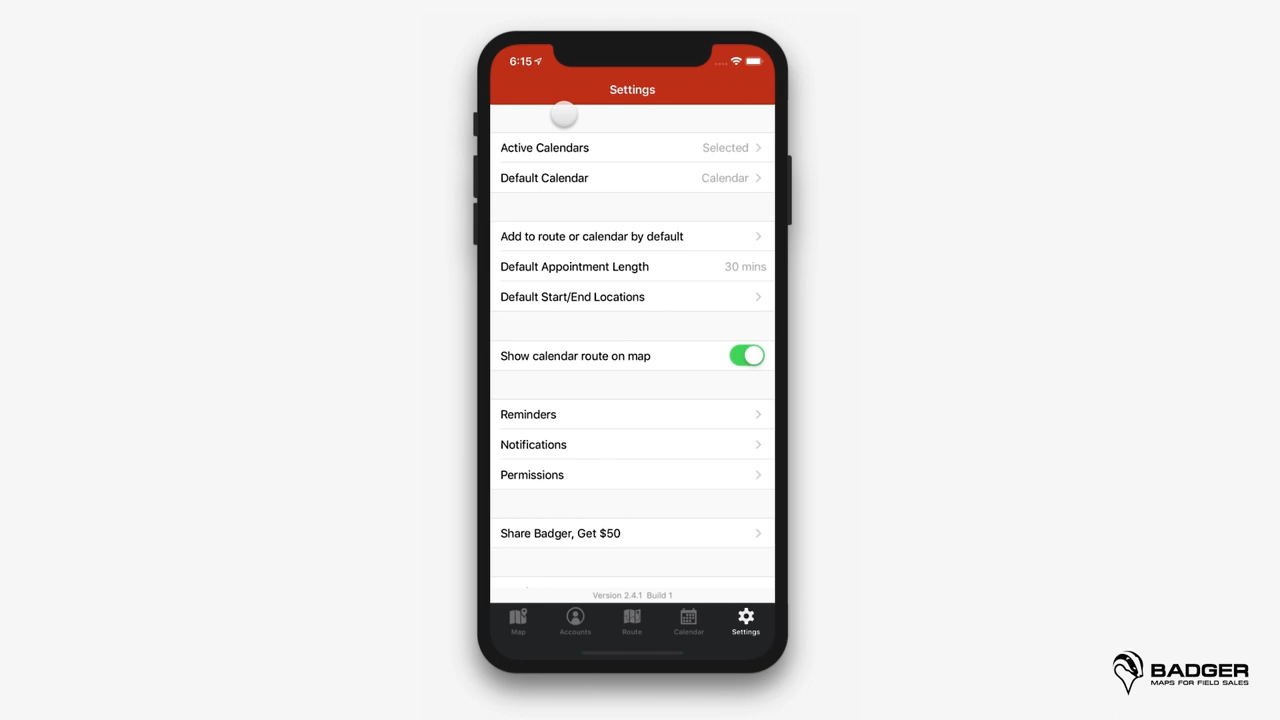 6:15
Settings
Active Calendars Selected
Default Calendar Calendar
Add to route or calendar by default
Default Appointment Length 30 mins
Default Start/End Locations
Show calendar route on map
Reminders
Notifications
Permissions
Share Badger, Get $50
Version 2.4.1 Build 1
Map Accounts Route Calendar Settings
BADGER
MAPS FOR FIELD SALES